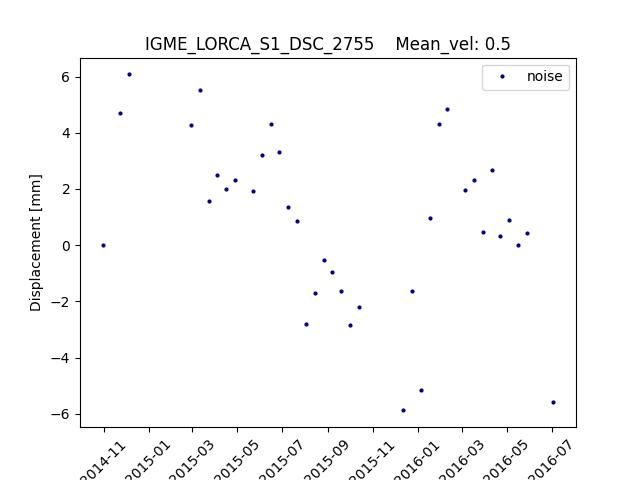 IGME_LORCA_S1_DSC_2755    Mean_vel: 0.5
noise
Displacement [mm]
6
4
2
0
−2
−4
−6
2014-11 2015-01 2015-03 2015-05 2015-07 2015-09 2015-11 2016-01 2016-03 2016-05 2016-07